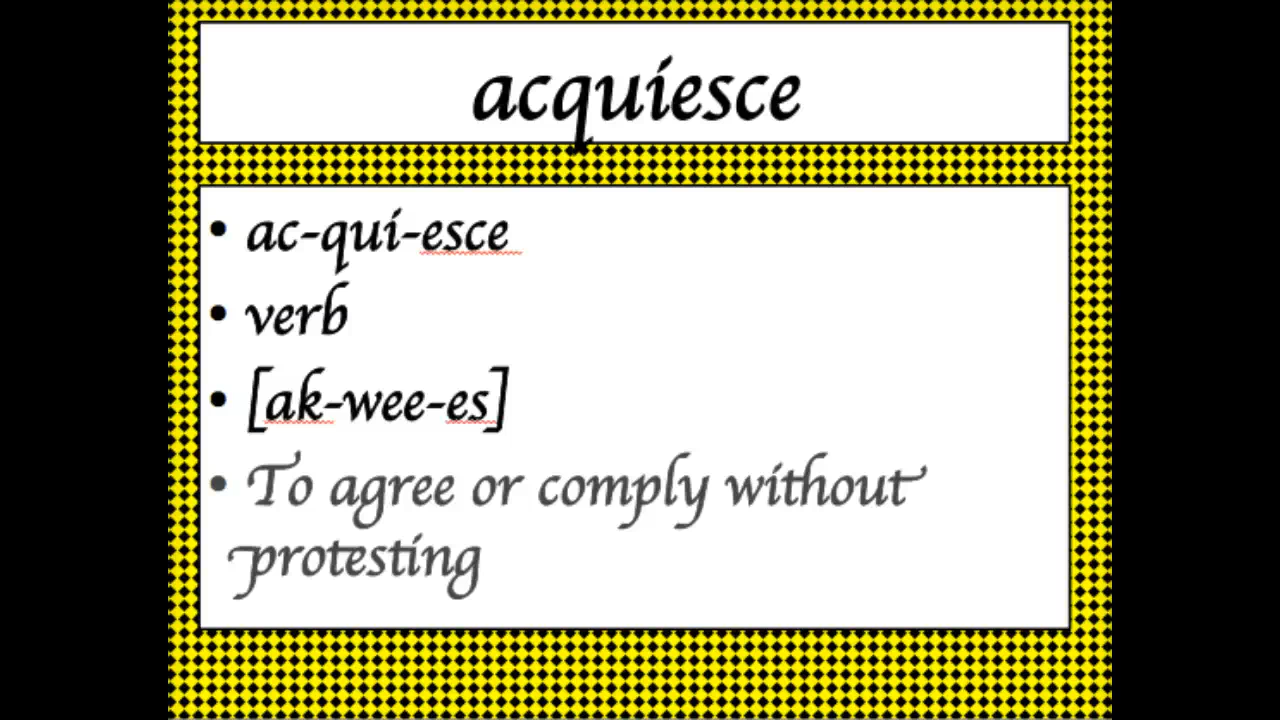 acquiesce
• ac-qui-esce
• verb
• [ak-wee-es]
• To agree or comply without
protesting